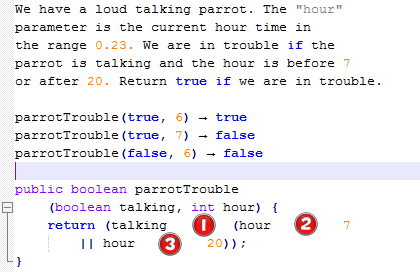 We have a loud talking parrot. The "hour"
parameter is the current hour time in
the range 0.23. We are in trouble if the
parrot is talking and the hour is before 7
or after 20. Return true if we are in trouble.
parrotTrouble(true, 6) → true
parrotTrouble(true, 7) → false
parrotTrouble(false, 6) → false
public boolean parrotTrouble
(boolean talking, int hour) {
return (talking 1 (hour 2 7
|| hour 3 20));
}